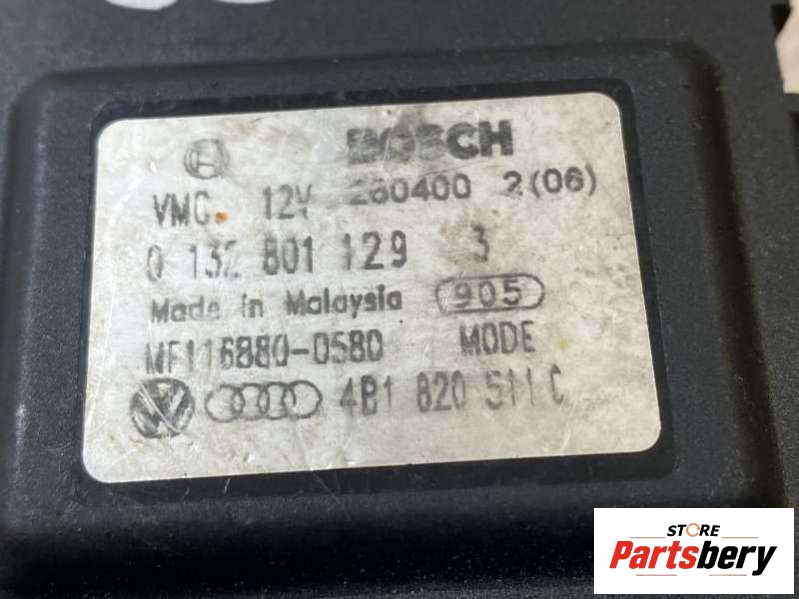 BOSCH
VMC. 12V 260400 2(06)
0 132 801 129 3
Made in Malaysia 905
MF116880-0580 MODE
4B1 820 511 C
STORE
Partsbery